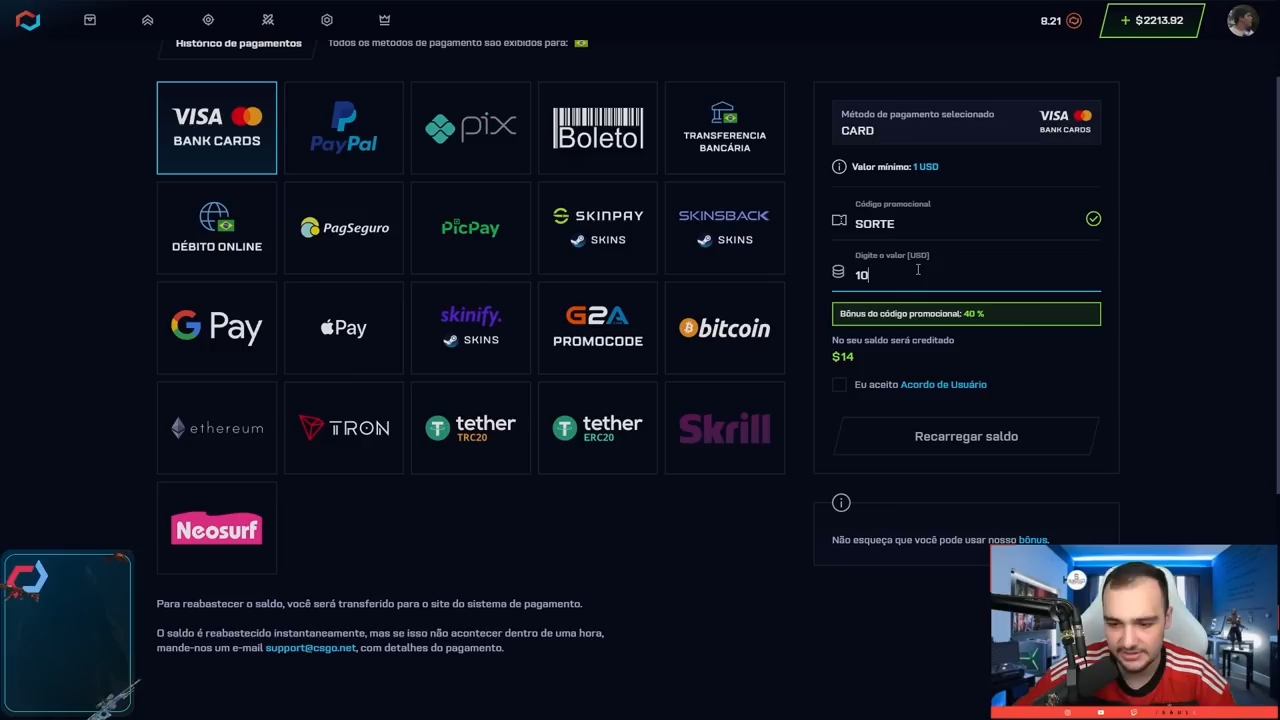 8.21
+ $2213.92
Histórico de pagamentos
Todos os métodos de pagamento são exibidos para:
VISA
BANK CARDS
PayPal
pix
Boleto
TRANSFERENCIA
BANCÁRIA
DÉBITO ONLINE
PagSeguro
PicPay
SKINPAY
SKINS
SKINSBACK
SKINS
G Pay
Pay
skinify.
SKINS
G2A
PROMOCODE
bitcoin
ethereum
TRON
tether
TRC20
tether
ERC20
Skrill
Neosurf
Método de pagamento selecionado
CARD
VISA
BANK CARDS
Valor mínimo: 1 USD
Código promocional
SORTE
Digite o valor [USD]
10
Bônus do código promocional: 40 %
No seu saldo será creditado
$14
Eu aceito Acordo de Usuário
Recarregar saldo
Não esqueça que você pode usar nosso bônus.
Para reabastecer o saldo, você será transferido para o site do sistema de pagamento.
O saldo é reabastecido instantaneamente, mas se isso não acontecer dentro de uma hora,
mande-nos um e-mail support@csgo.net, com detalhes do pagamento.